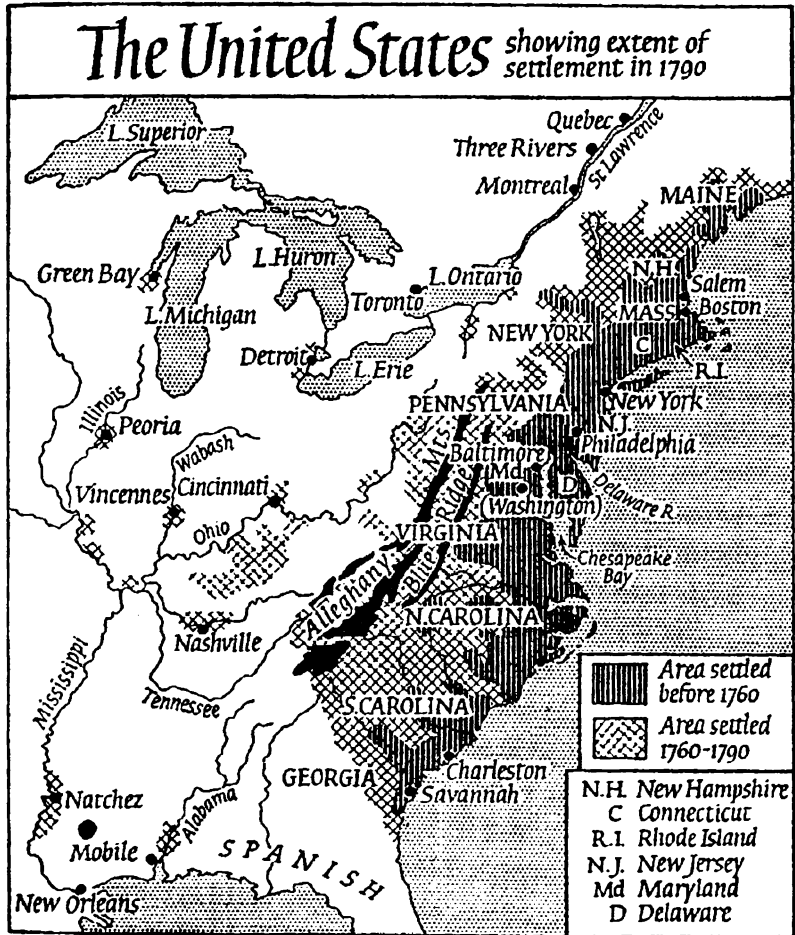 The United States
showing extent of
settlement in 1790
L. Superior
Quebec
Three Rivers
St. Lawrence
Montreal
MAINE
Green Bay
L. Huron
L. Ontario
N.H.
Salem
L. Michigan
Toronto
MASS
Boston
NEW YORK
C
Detroit
L. Erie
R.I.
Illinois
PENNSYLVANIA
New York
Peoria
N.J.
Wabash
Mts
Baltimore
Philadelphia
Md
Vincennes
Cincinnati
D
Delaware R.
(Washington)
Ohio
VIRGINIA
Blue Ridge
Chesapeake
Bay
Alleghany
N. CAROLINA
Nashville
Mississippi
Tennessee
S. CAROLINA
Area settled
before 1760
Area settled
1760-1790
GEORGIA
Charleston
Savannah
Natchez
Alabama
Mobile
SPANISH
New Orleans
N.H. New Hampshire
C Connecticut
R.I. Rhode Island
N.J. New Jersey
Md Maryland
D Delaware